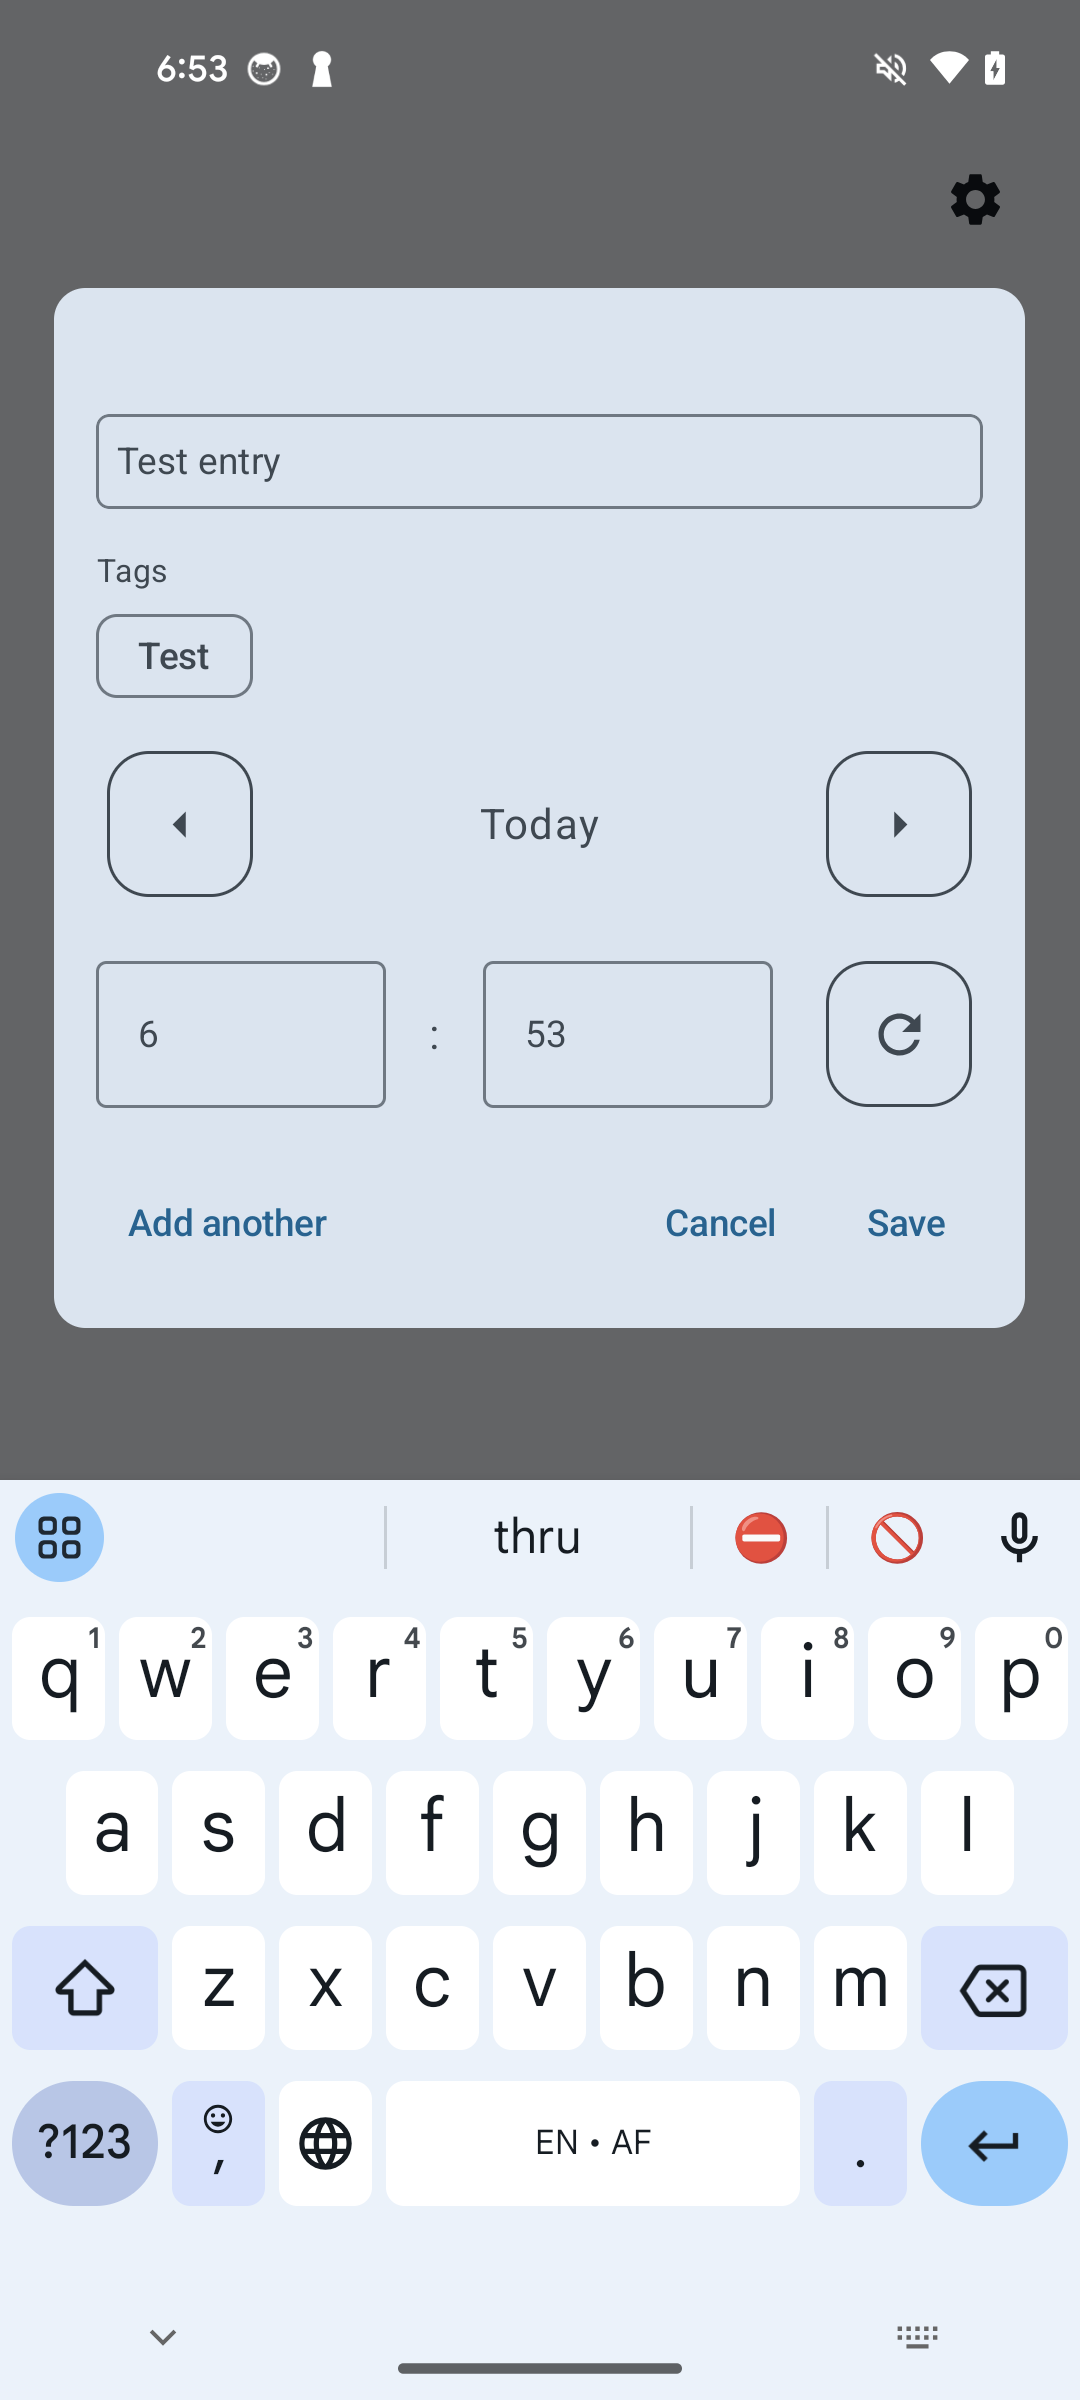 6:53
Test entry
Tags
Test
Today
6 : 53
Add another Cancel Save
thru
q1 w2 e3 r4 t5 y6 u7 i8 o9 p0
a s d f g h j k l
z x c v b n m
?123 , EN • AF .